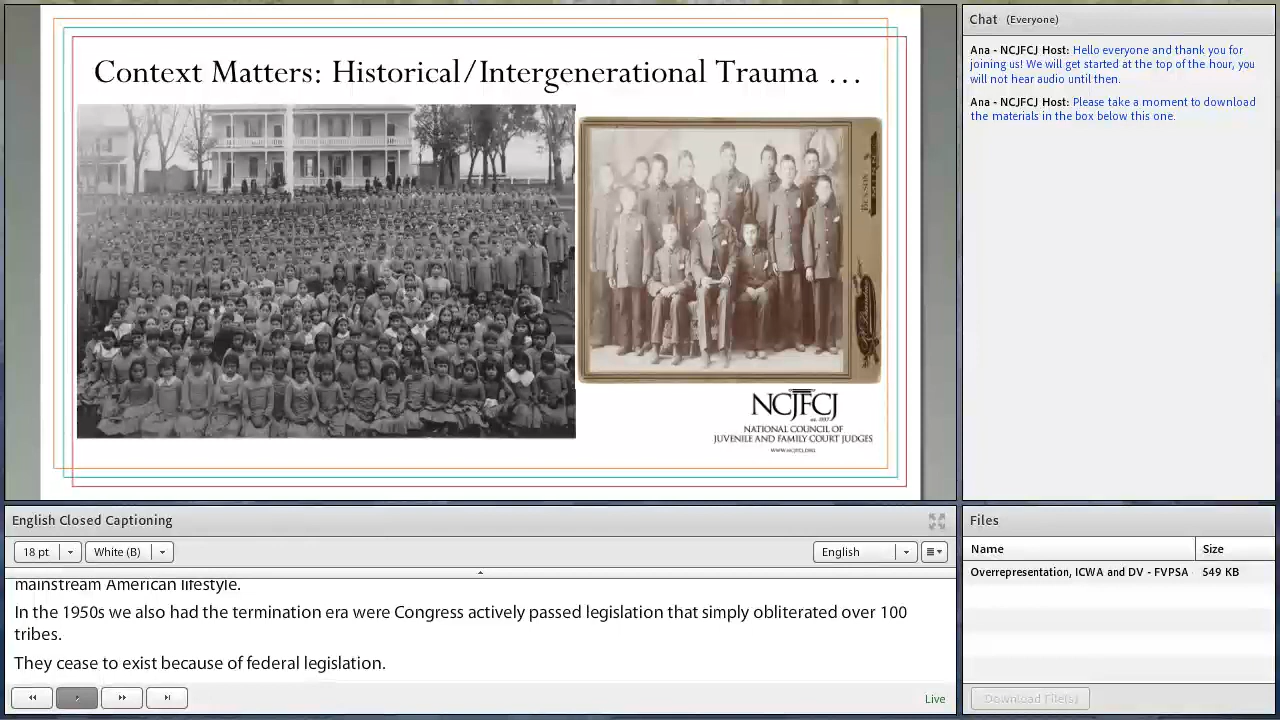 Context Matters: Historical/Intergenerational Trauma …
NCJFCJ
est. 1937
NATIONAL COUNCIL OF
JUVENILE AND FAMILY COURT JUDGES
WWW.NCJFCJ.ORG
Chat (Everyone)
Ana - NCJFCJ Host: Hello everyone and thank you for
joining us! We will get started at the top of the hour, you
will not hear audio until then.
Ana - NCJFCJ Host: Please take a moment to download
the materials in the box below this one.
English Closed Captioning
18 pt
White (B)
English
mainstream American lifestyle.
In the 1950s we also had the termination era were Congress actively passed legislation that simply obliterated over 100
tribes.
They cease to exist because of federal legislation.
Live
Files
Name Size
Overrepresentation, ICWA and DV - FVPSA 549 KB
Download File(s)